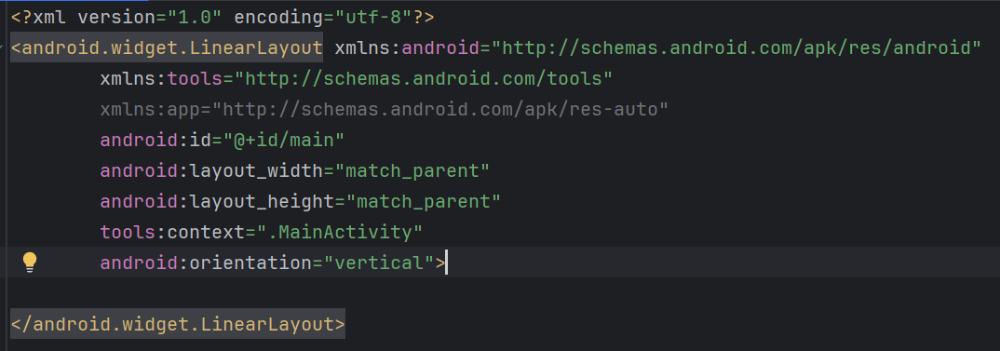 <?xml version="1.0" encoding="utf-8"?>
<android.widget.LinearLayout xmlns:android="http://schemas.android.com/apk/res/android"
xmlns:tools="http://schemas.android.com/tools"
xmlns:app="http://schemas.android.com/apk/res-auto"
android:id="@+id/main"
android:layout_width="match_parent"
android:layout_height="match_parent"
tools:context=".MainActivity"
android:orientation="vertical">
</android.widget.LinearLayout>